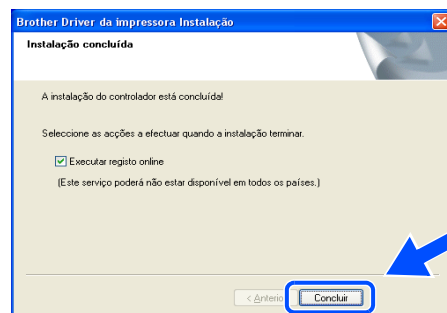 Brother Driver da impressora Instalação
Instalação concluída
A instalação do controlador está concluída!
Seleccione as acções a efectuar quando a instalação terminar.
Executar registo online
(Este serviço poderá não estar disponível em todos os países.)
< Anterio
Concluir